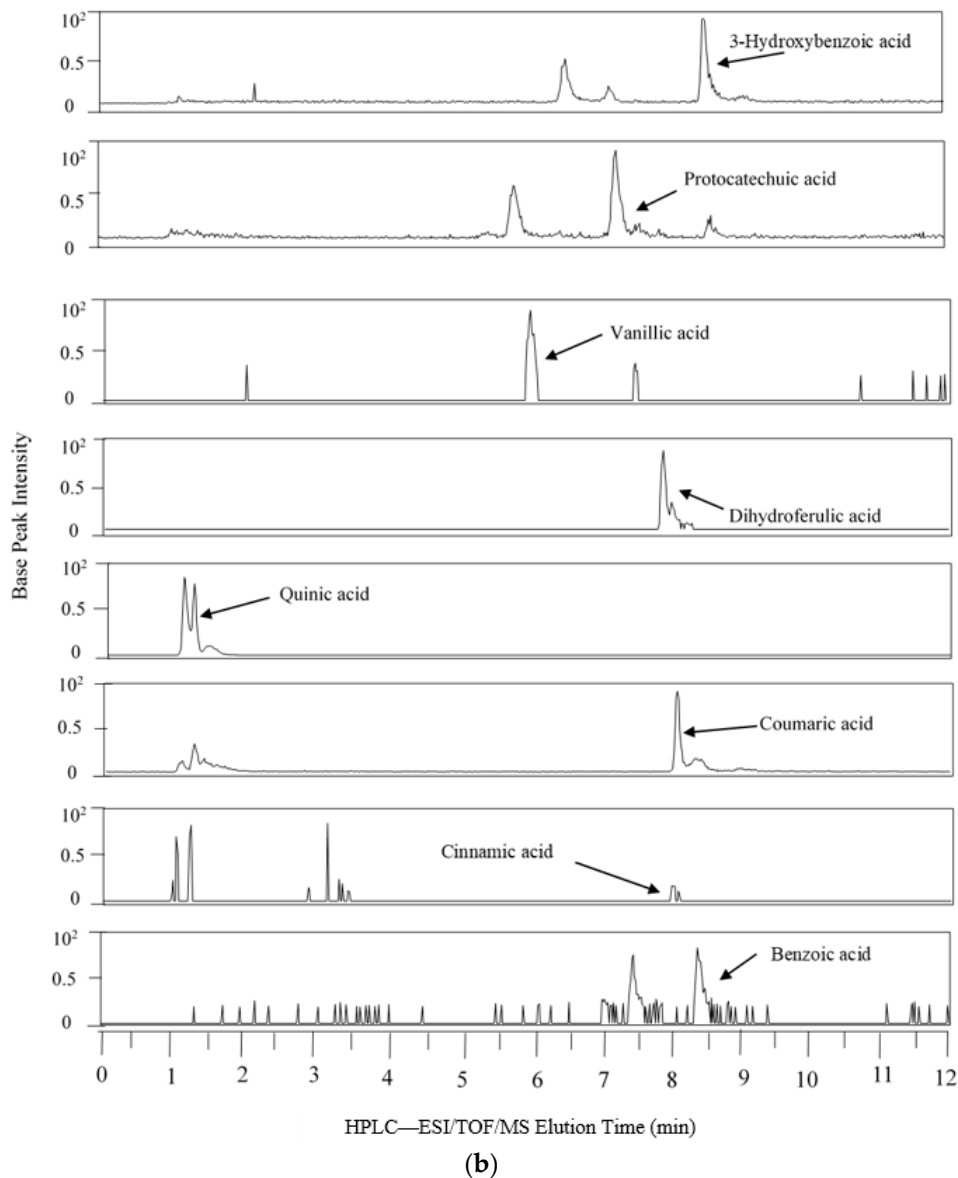 10²
3-Hydroxybenzoic acid
0.5
0
10²
Protocatechuic acid
0.5
0
10²
Vanillic acid
0.5
0
Base Peak Intensity
10²
0.5
Dihydroferulic acid
0
10²
Quinic acid
0.5
0
10²
Coumaric acid
0.5
0
10²
0.5
Cinnamic acid
0
10²
Benzoic acid
0.5
0
0 1 2 3 4 5 6 7 8 9 10 11 12
HPLC—ESI/TOF/MS Elution Time (min)
(b)